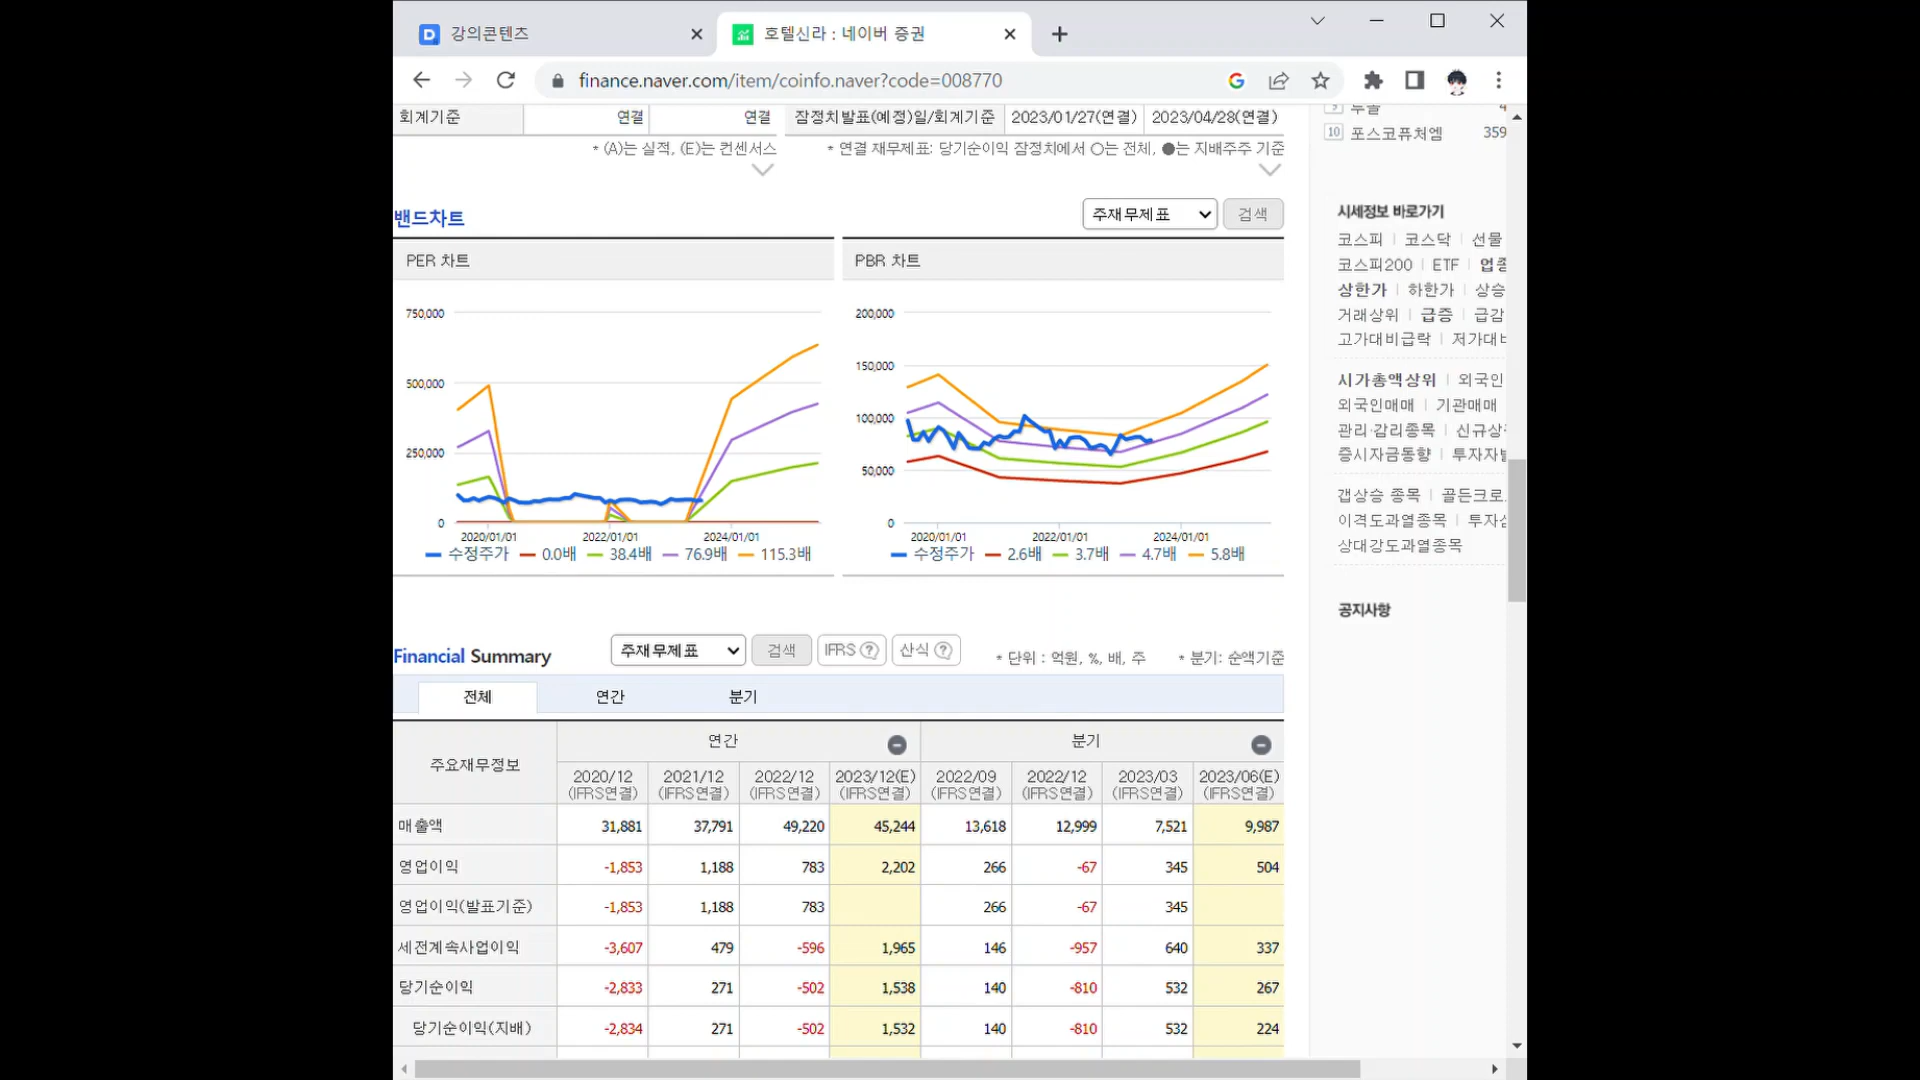 강의콘텐츠
호텔신라 : 네이버 증권
finance.naver.com/item/coinfo.naver?code=008770
회계기준 연결 연결 잠정치발표(예정)일/회계기준 2023/01/27(연결) 2023/04/28(연결)
* (A)는 실적, (E)는 컨센서스
* 연결 재무제표: 당기순이익 잠정치에서 ○는 전체, ●는 지배주주 기준
밴드차트 주재무제표 검색
PER 차트
750,000
500,000
250,000
0
2020/01/01 2022/01/01 2024/01/01
수정주가 0.0배 38.4배 76.9배 115.3배
PBR 차트
200,000
150,000
100,000
50,000
0
2020/01/01 2022/01/01 2024/01/01
수정주가 2.6배 3.7배 4.7배 5.8배
Financial Summary 주재무제표 검색 IFRS ? 산식 ? * 단위 : 억원, %, 배, 주 * 분기: 순액기준
전체 연간 분기
주요재무정보 연간 분기
2020/12 2021/12 2022/12 2023/12(E) 2022/09 2022/12 2023/03 2023/06(E)
(IFRS연결) (IFRS연결) (IFRS연결) (IFRS연결) (IFRS연결) (IFRS연결) (IFRS연결) (IFRS연결)
매출액 31,881 37,791 49,220 45,244 13,618 12,999 7,521 9,987
영업이익 -1,853 1,188 783 2,202 266 -67 345 504
영업이익(발표기준) -1,853 1,188 783 266 -67 345
세전계속사업이익 -3,607 479 -596 1,965 146 -957 640 337
당기순이익 -2,833 271 -502 1,538 140 -810 532 267
당기순이익(지배) -2,834 271 -502 1,532 140 -810 532 224
10 포스코퓨처엠 359
시세정보 바로가기
코스피 코스닥 선물
코스피200 ETF 업종
상한가 하한가 상승
거래상위 급증 급감
고가대비급락 저가대
시가총액상위 외국인
외국인매매 기관매매
관리·감리종목 신규상
증시자금동향 투자자
갭상승 종목 골든크로
이격도과열종목 투자
상대강도과열종목
공지사항